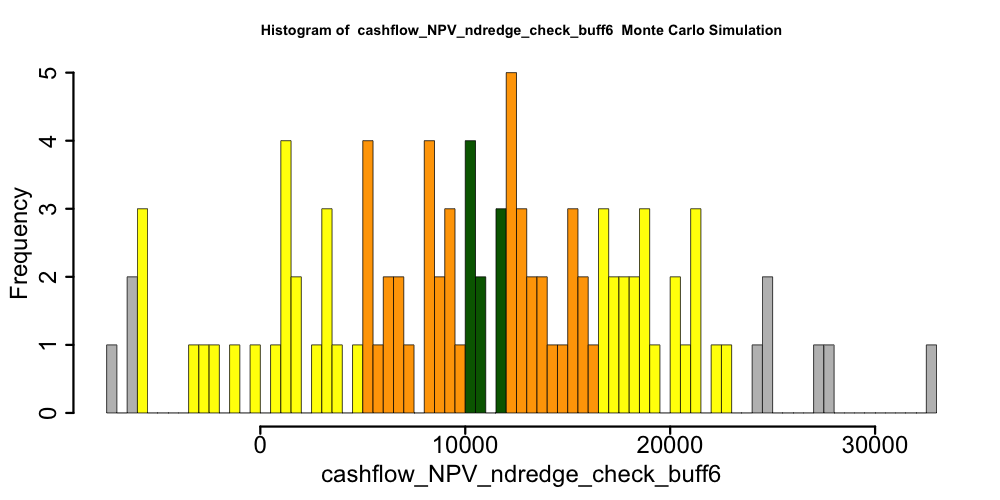 Histogram of cashflow_NPV_ndredge_check_buff6 Monte Carlo Simulation
5
4
3
2
1
0
Frequency
0 10000 20000 30000
cashflow_NPV_ndredge_check_buff6